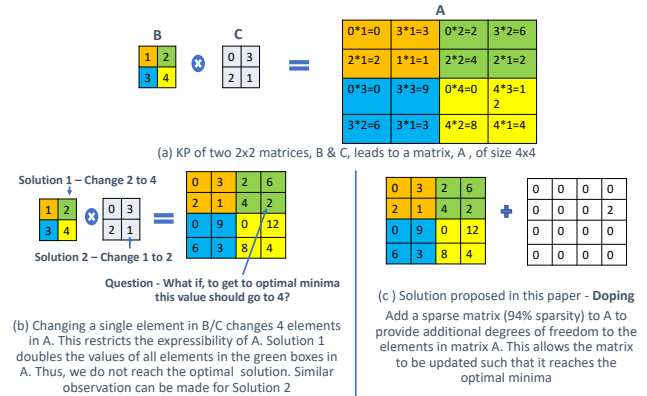 A
B
C
1 2
3 4
0 3
2 1
0*1=0 3*1=3 0*2=2 3*2=6
2*1=2 1*1=1 2*2=4 2*1=2
0*3=0 3*3=9 0*4=0 4*3=1
2
3*2=6 3*1=3 4*2=8 4*1=4
(a) KP of two 2x2 matrices, B & C, leads to a matrix, A , of size 4x4
Solution 1 – Change 2 to 4
1 2
3 4
0 3
2 1
Solution 2 – Change 1 to 2
0 3 2 6
2 1 4 2
0 9 0 12
6 3 8 4
Question - What if, to get to optimal minima
this value should go to 4?
(b) Changing a single element in B/C changes 4 elements
in A. This restricts the expressibility of A. Solution 1
doubles the values of all elements in the green boxes in
A. Thus, we do not reach the optimal solution. Similar
observation can be made for Solution 2
0 3 2 6
2 1 4 2
0 9 0 12
6 3 8 4
+
0 0 0 0
0 0 0 2
0 0 0 0
0 0 0 0
(c ) Solution proposed in this paper - Doping
Add a sparse matrix (94% sparsity) to A to
provide additional degrees of freedom to the
elements in matrix A. This allows the matrix
to be updated such that it reaches the
optimal minima